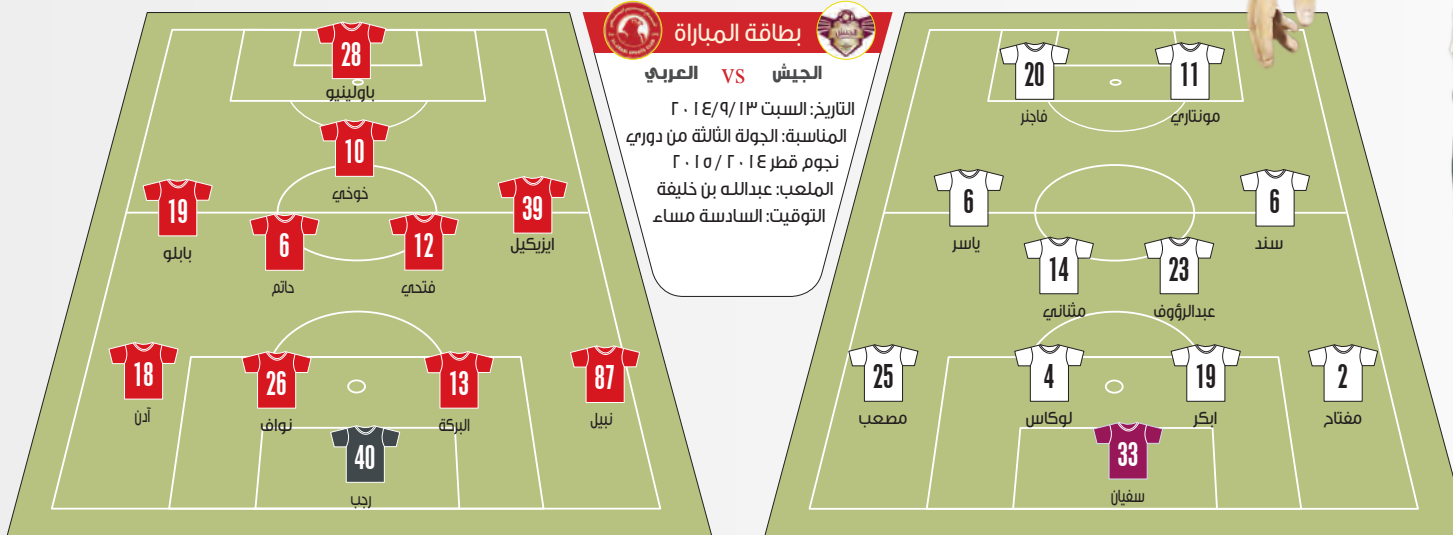 بطاقة المباراة
الجيش VS العربي
التاريخ: السبت ٢٠١٤/٩/١٣
المناسبة: الجولة الثالثة من دوري
نجوم قطر ٢٠١٤ / ٢٠١٥
الملعب: عبدالله بن خليفة
التوقيت: السادسة مساء
11
مونتاري
20
فاجنر
6
سند
6
ياسر
23
عبدالرؤوف
14
مثناني
2
مفتاح
19
ابكر
4
لوكاس
25
مصعب
33
سفيان
28
باولينيو
10
خوخي
39
ايزيكيل
19
بابلو
12
فتحي
6
حاتم
87
نبيل
13
البركة
26
نواف
18
آدن
40
رجب